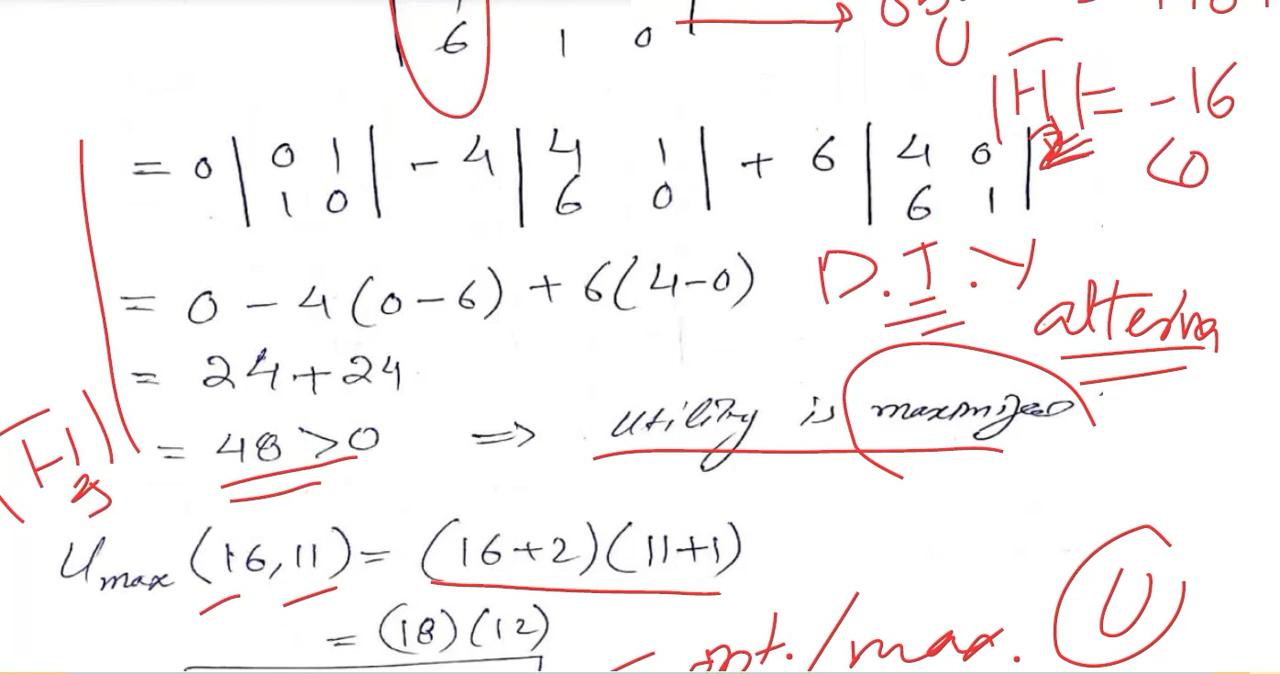 6 1 0
|H| = -16
<0
= 0 | 0 1 | - 4 | 4 1 | + 6 | 4 0 |
| 1 0 | | 6 0 | | 6 1 |
= 0 - 4 (0-6) + 6(4-0)
D.I.Y
= 24+24
alterna
= 48 >0 => utility is maximized
|H|
Umax (16,11) = (16+2)(11+1)
= (18)(12)
int./max. U